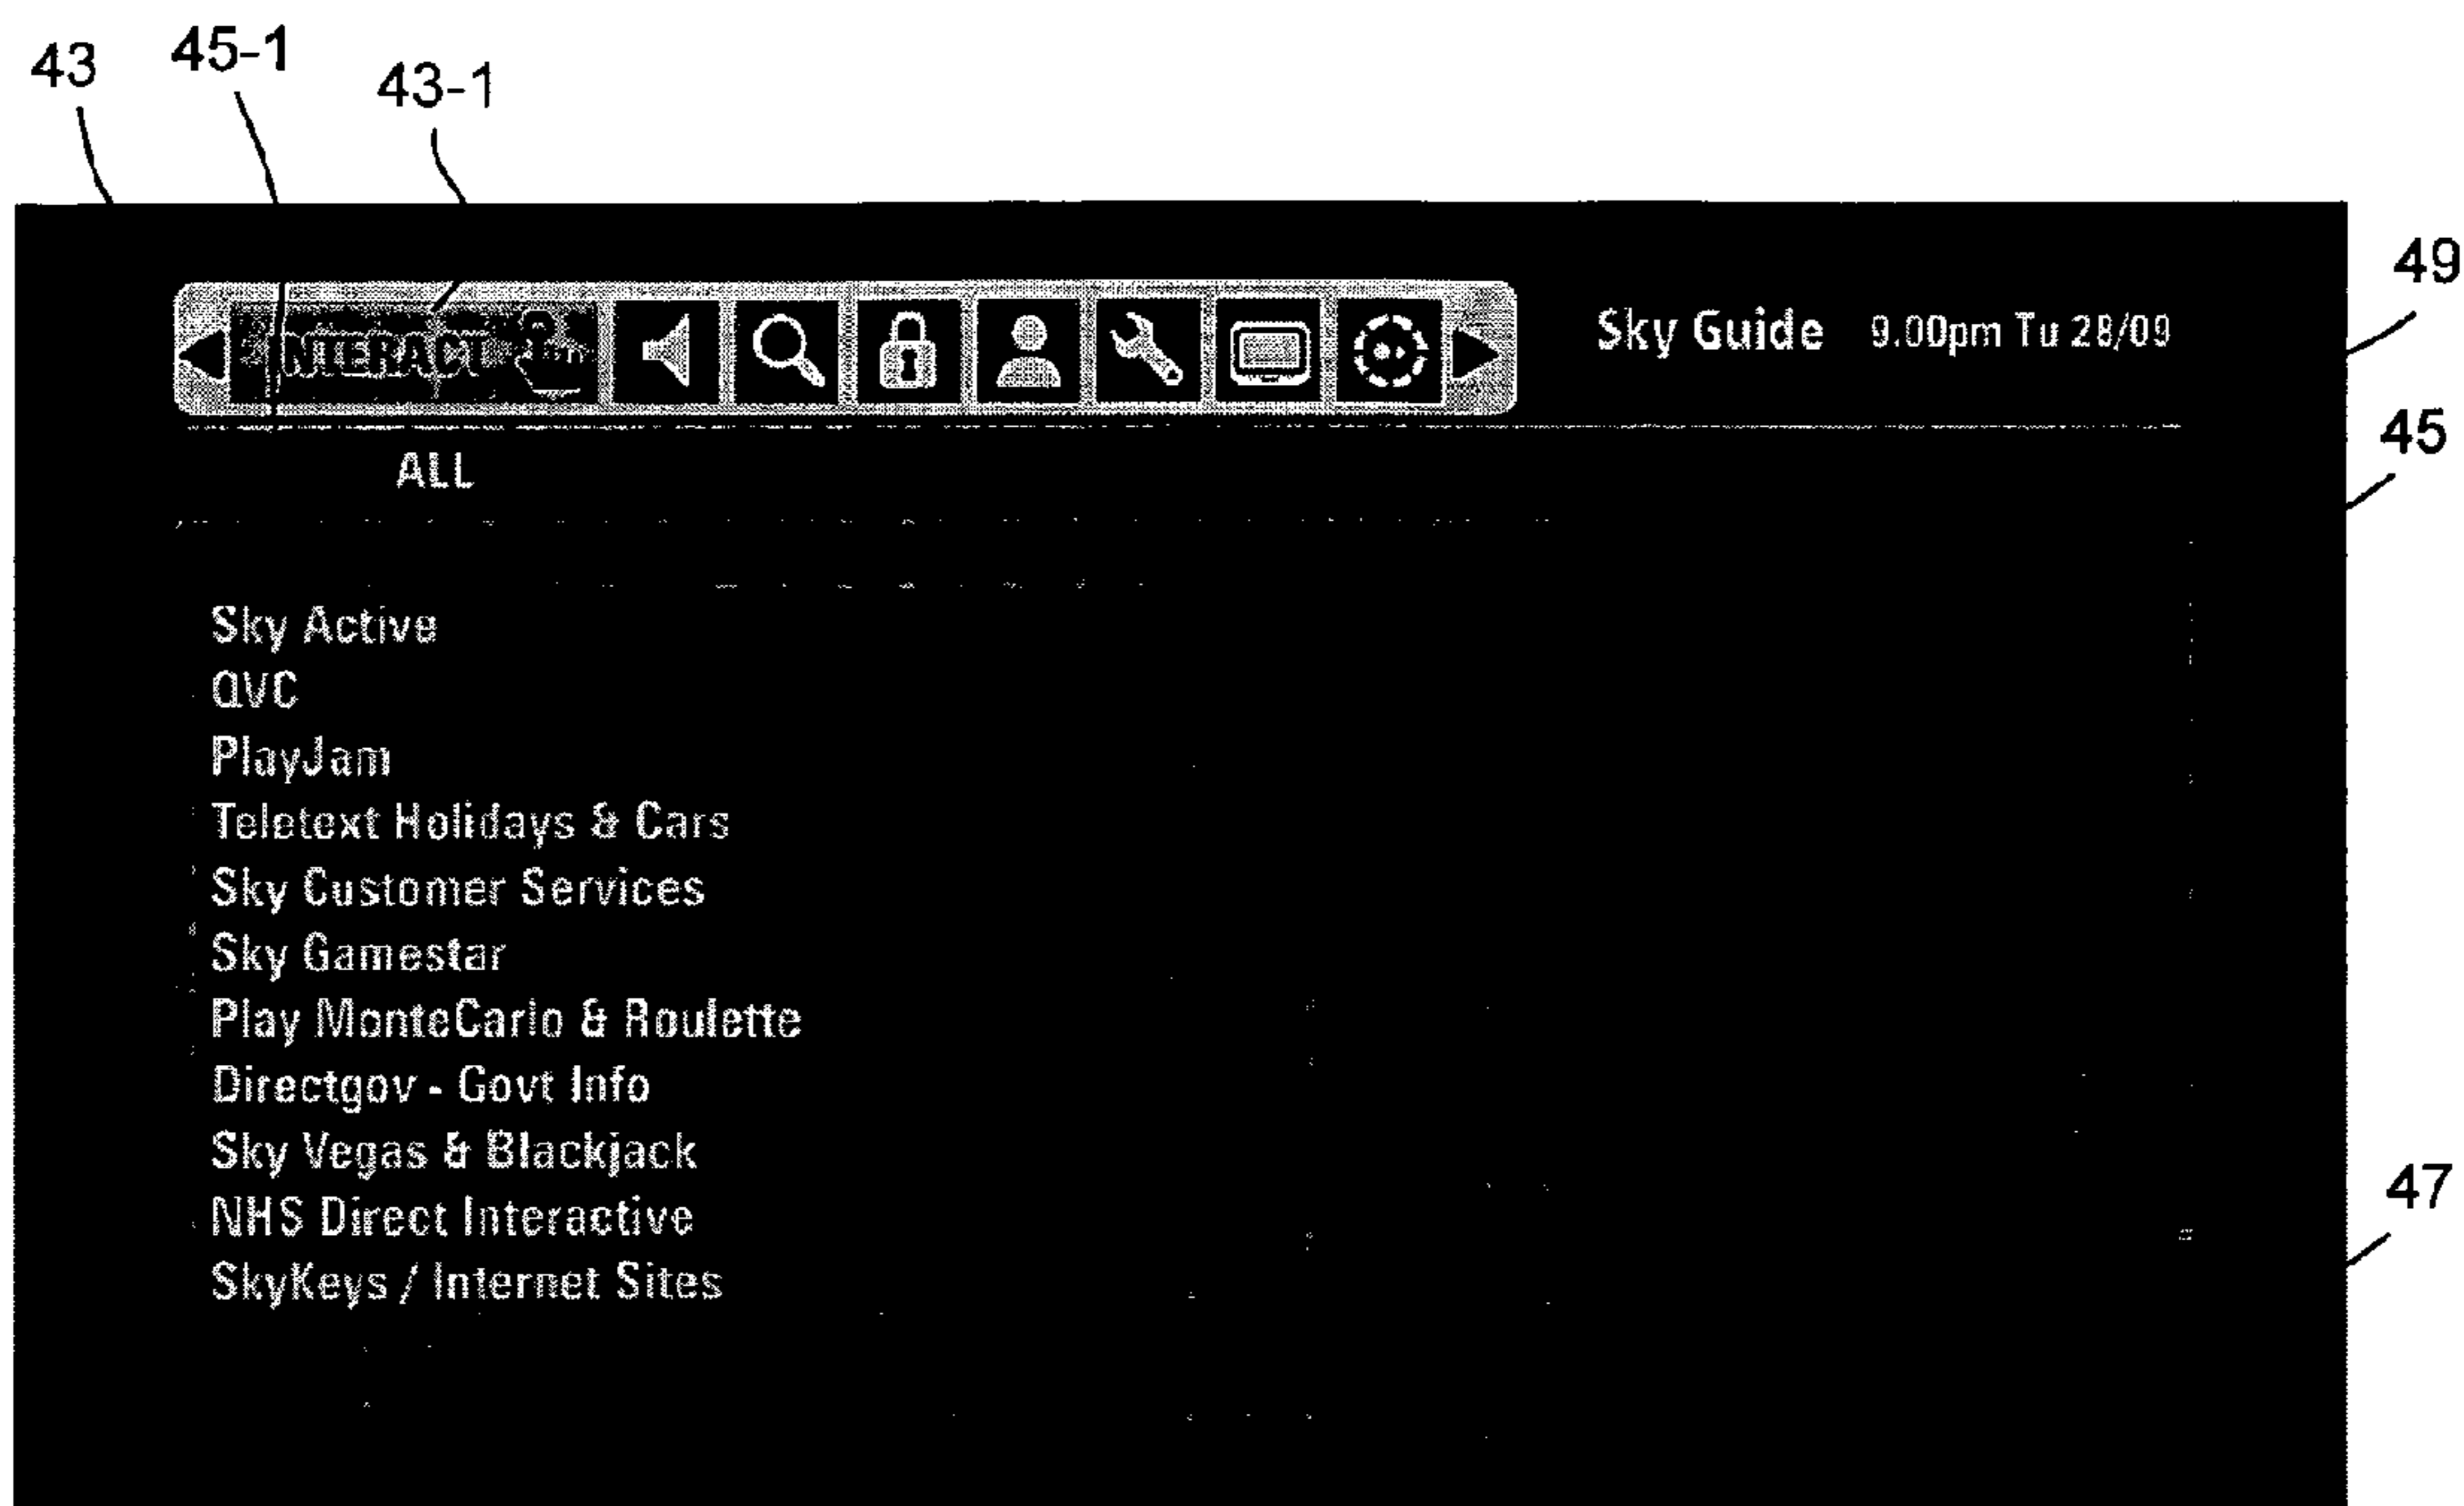 43 45-1 43-1
49
INTERACT Sky Guide 9.00pm Tu 28/09
45
ALL
Sky Active
QVC
PlayJam
Teletext Holidays & Cars
Sky Customer Services
Sky Gamestar
Play MonteCarlo & Roulette
Directgov - Govt Info
Sky Vegas & Blackjack
47
NHS Direct Interactive
SkyKeys / Internet Sites